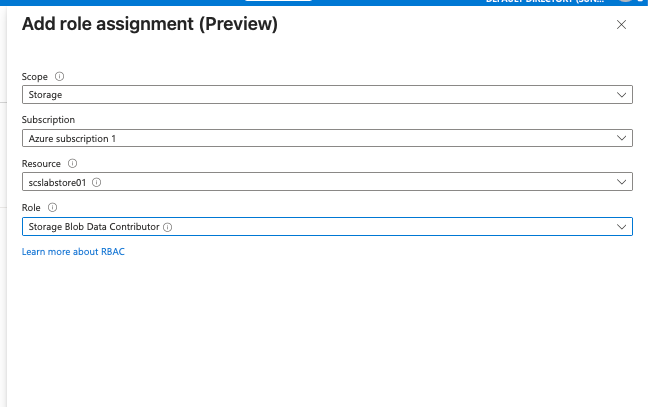 Add role assignment (Preview)
Scope
Storage
Subscription
Azure subscription 1
Resource
scslabstore01
Role
Storage Blob Data Contributor
Learn more about RBAC